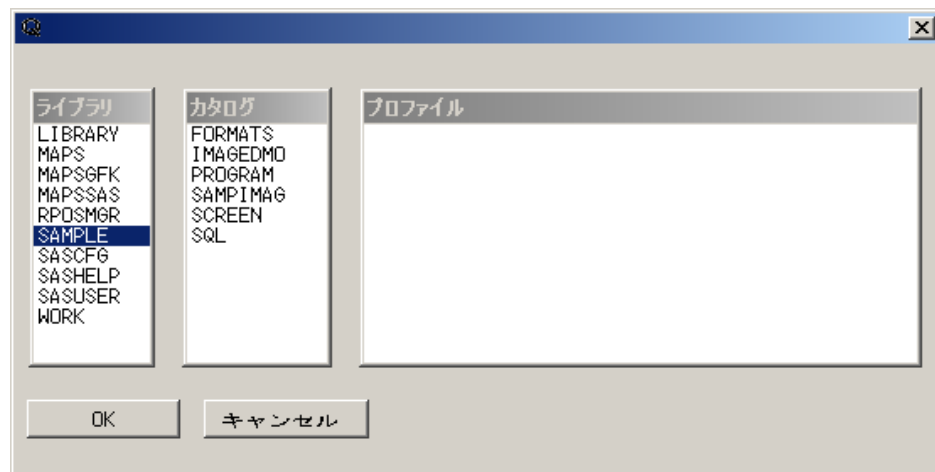 ライブラリ
LIBRARY
MAPS
MAPSGFK
MAPSSAS
RPOSMGR
SAMPLE
SASCFG
SASHELP
SASUSER
WORK
カタログ
FORMATS
IMAGEDMO
PROGRAM
SAMPIMAG
SCREEN
SQL
プロファイル
OK
キャンセル